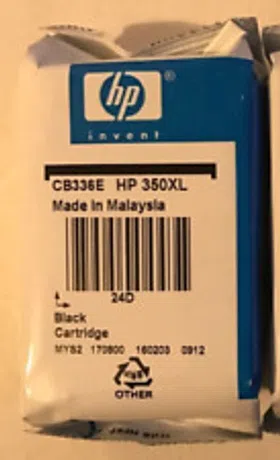 hp
invent
CB336E HP 350XL
Made in Malaysia
24D
Black
Cartridge
MYS2 170800 160203 0912
OTHER